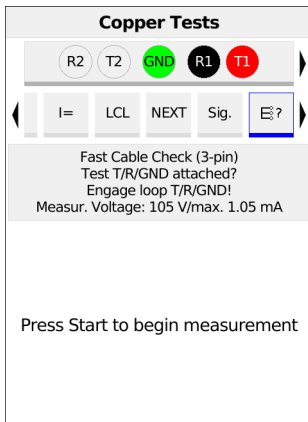 Copper Tests
R2 T2 GND R1 T1
I= LCL NEXT Sig. ?
Fast Cable Check (3-pin)
Test T/R/GND attached?
Engage loop T/R/GND!
Measur. Voltage: 105 V/max. 1.05 mA
Press Start to begin measurement